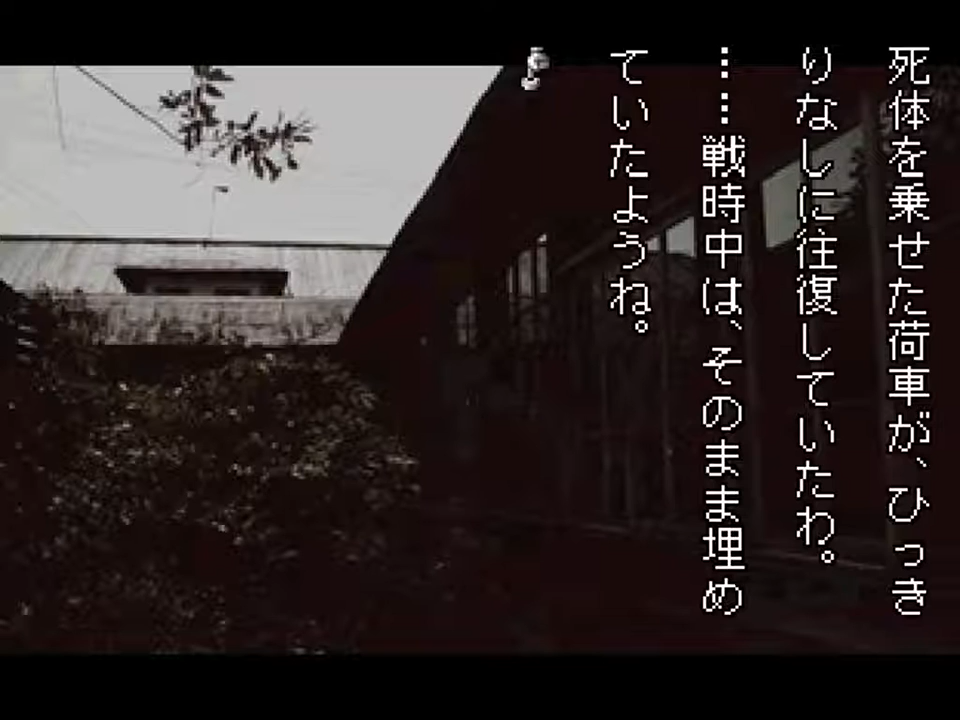 死体を乗せた荷車が、ひっき
りなしに往復していたわ。
……戦時中は、そのまま埋め
ていたようね。